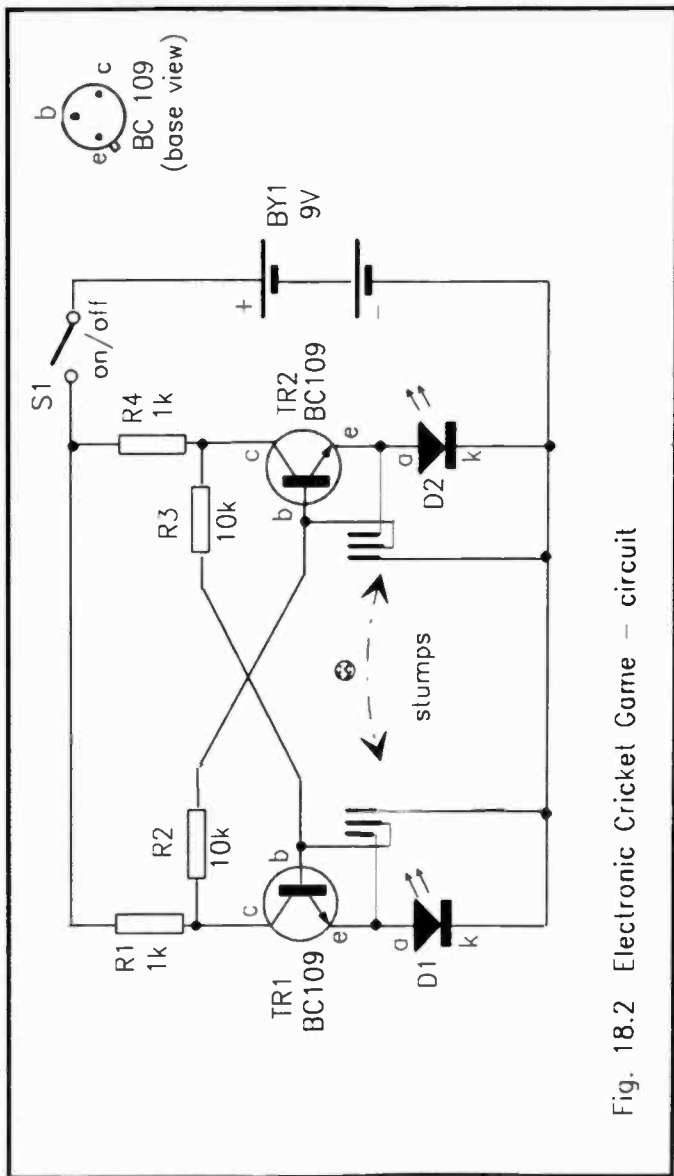 b
e
c
BC 109
(base view)
S1
on/off
R1
1k
R2
10k
R3
10k
R4
1k
BY1
9V
+
–
c
b
e
TR1
BC109
c
b
e
TR2
BC109
stumps
a
k
D1
a
k
D2
Fig. 18.2 Electronic Cricket Game – circuit